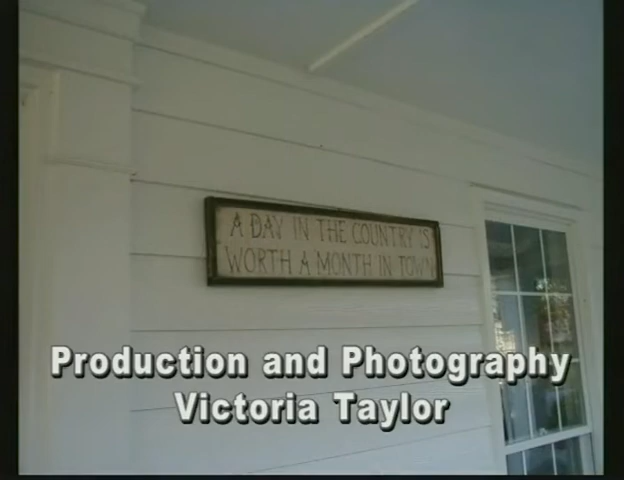 A DAY IN THE COUNTRY IS
WORTH A MONTH IN TOWN
Production and Photography
Victoria Taylor